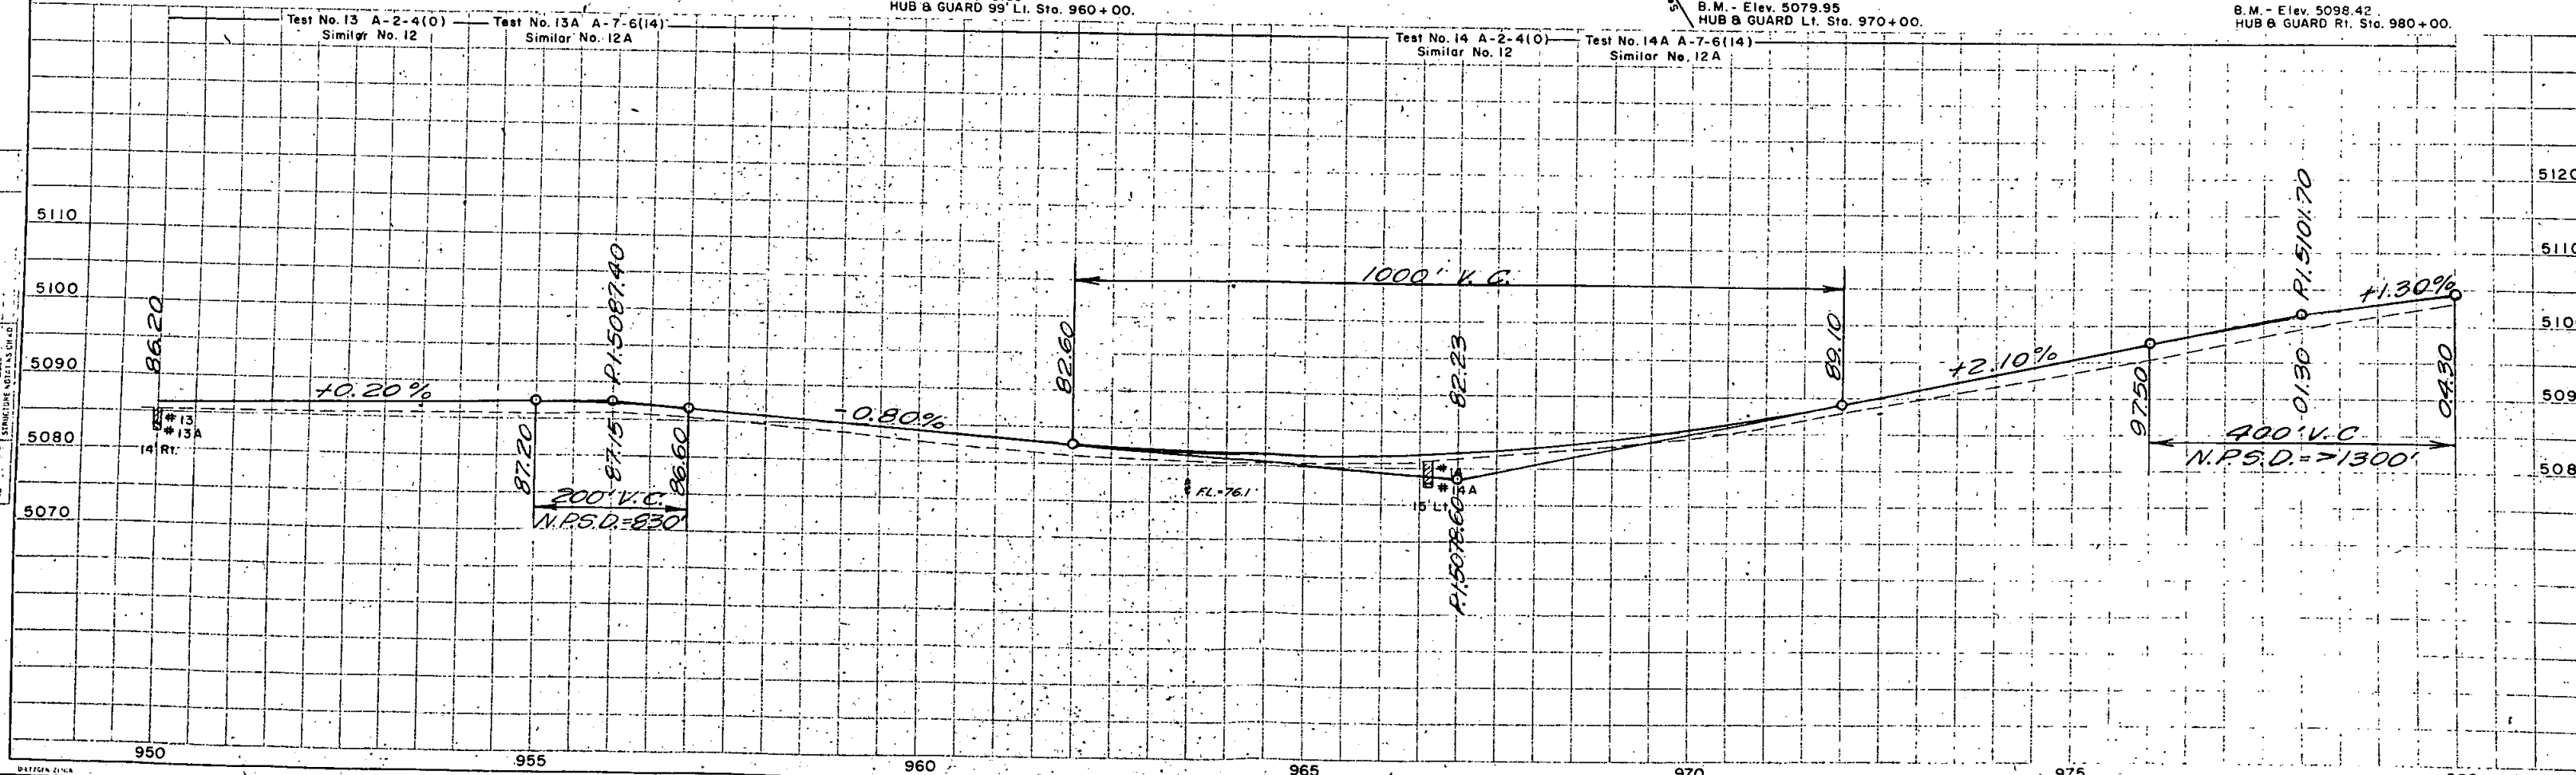 HUB & GUARD 99' Lt. Sta. 960+00.
B.M. - Elev. 5079.95
HUB & GUARD Lt. Sta. 970+00.
B.M. - Elev. 5098.42
HUB & GUARD Rt. Sta. 980+00.
Test No. 13 A-2-4(0)
Similar No. 12
Test No. 13A A-7-6(14)
Similar No. 12A
Test No. 14 A-2-4(0)
Similar No. 12
Test No. 14A A-7-6(14)
Similar No. 12A
5110
5100
5090
5080
5070
5120
5110
86.20
+0.20%
#13
#13A
14' Rt.
87.20
P.I. 5087.40
87.15
86.60
200' V.C.
N.P.S.D.=830'
-0.80%
82.60
1000' V.C.
82.23
F.L.=76.1
#14A
15' Lt.
P.I. 5078.60
89.10
+2.10%
97.50
P.I. 5101.70
01.30
+1.30%
04.30
400' V.C.
N.P.S.D.=>1300'
950
955
960
965
970
975